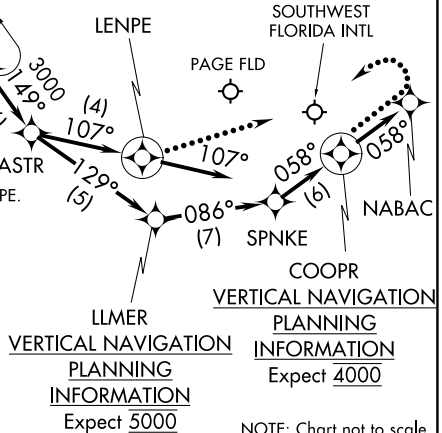 SOUTHWEST
FLORIDA INTL
LENPE
PAGE FLD
3000
149°
(4)
107°
107°
ASTR
PE.
129°
(5)
086°
(7)
058°
(6)
058°
NABAC
SPNKE
COOPR
VERTICAL NAVIGATION
PLANNING
INFORMATION
Expect 4000
LLMER
VERTICAL NAVIGATION
PLANNING
INFORMATION
Expect 5000
NOTE: Chart not to scale